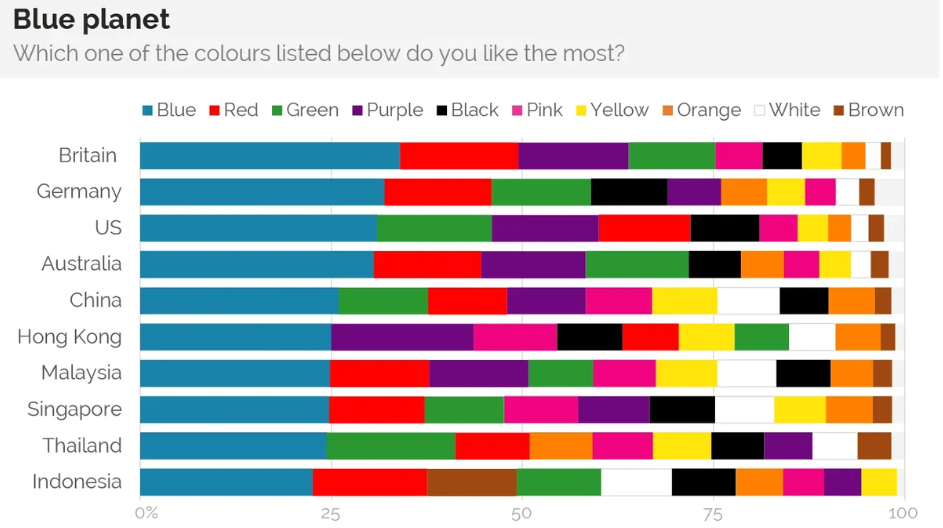 Blue planet
Which one of the colours listed below do you like the most?
Blue Red Green Purple Black Pink Yellow Orange White Brown
Britain
Germany
US
Australia
China
Hong Kong
Malaysia
Singapore
Thailand
Indonesia
0% 25 50 75 100